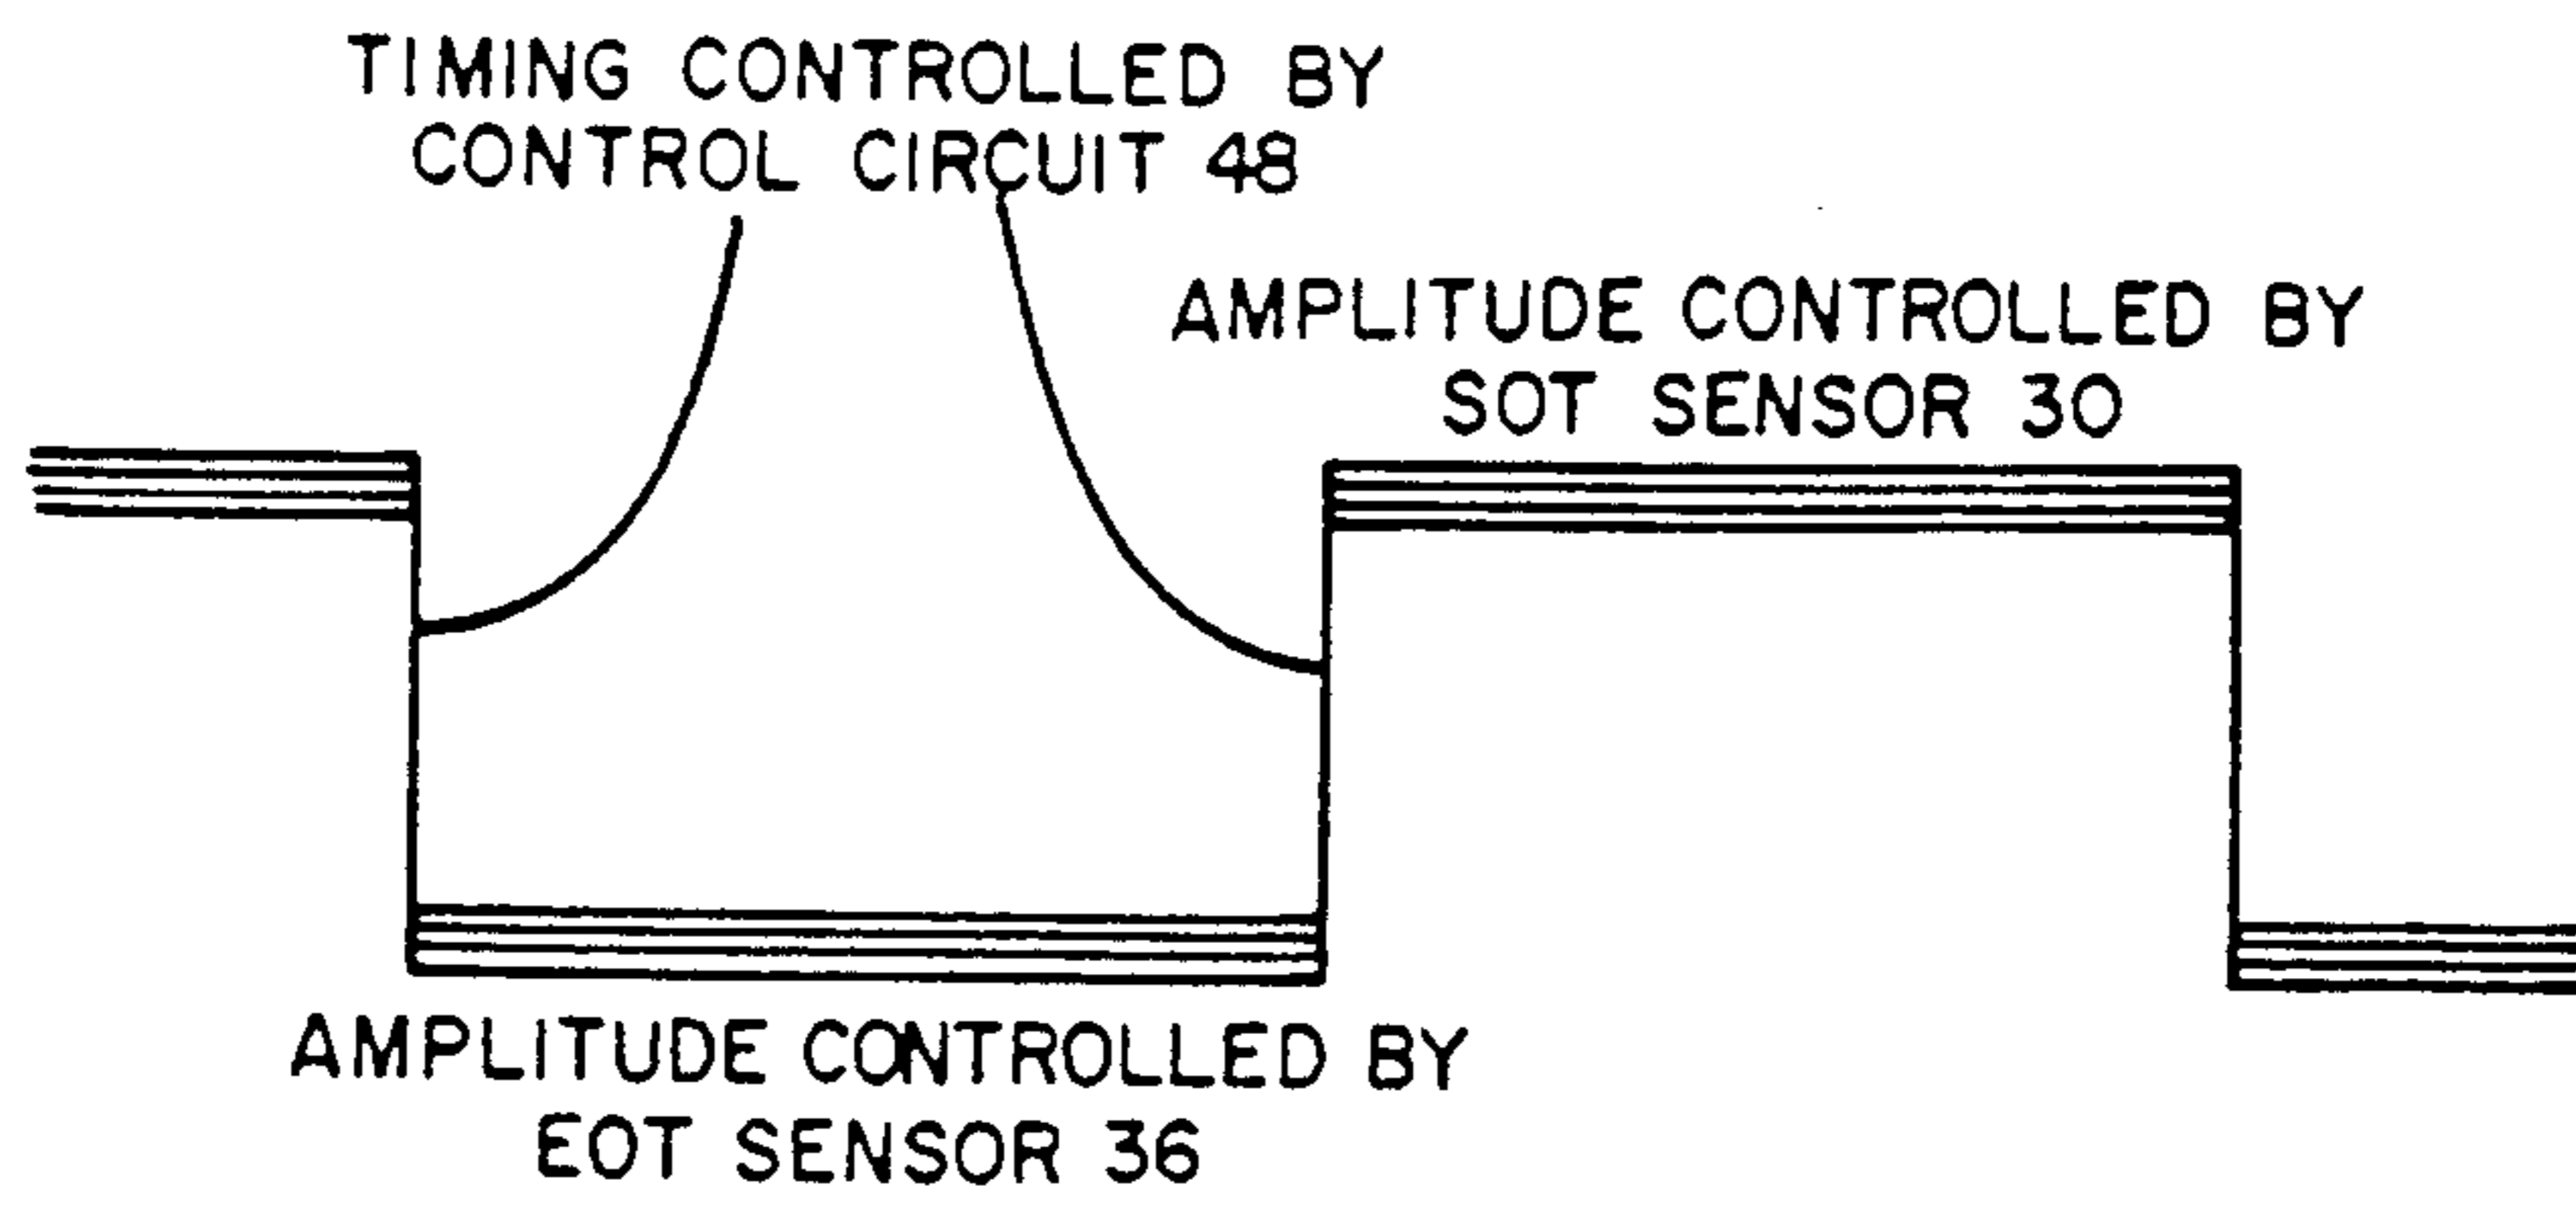 TIMING CONTROLLED BY
CONTROL CIRCUIT 48
AMPLITUDE CONTROLLED BY
SOT SENSOR 30
AMPLITUDE CONTROLLED BY
EOT SENSOR 36